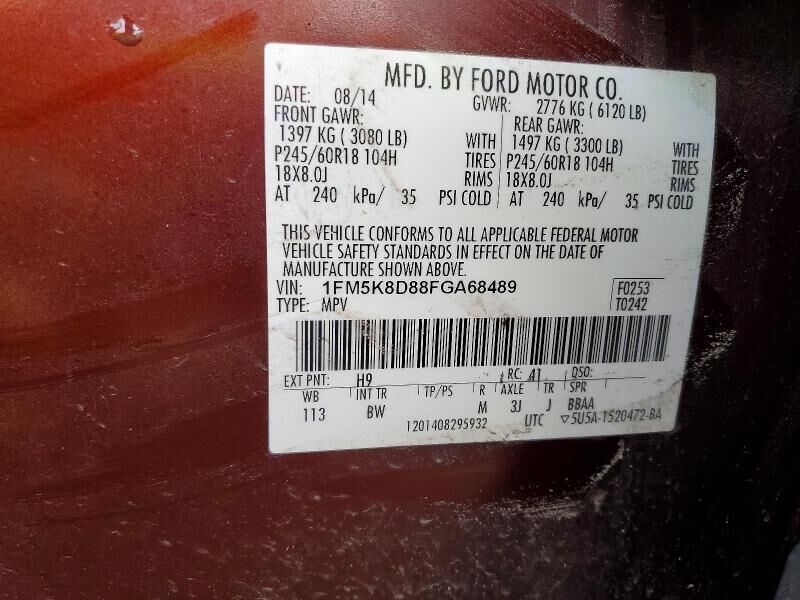 MFD. BY FORD MOTOR CO.
DATE: 08/14 GVWR: 2776 KG ( 6120 LB)
FRONT GAWR: REAR GAWR:
1397 KG ( 3080 LB) WITH 1497 KG ( 3300 LB) WITH
P245/60R18 104H TIRES P245/60R18 104H TIRES
18X8.0J RIMS 18X8.0J RIMS
AT 240 kPa/ 35 PSI COLD AT 240 kPa/ 35 PSI COLD
THIS VEHICLE CONFORMS TO ALL APPLICABLE FEDERAL MOTOR
VEHICLE SAFETY STANDARDS IN EFFECT ON THE DATE OF
MANUFACTURE SHOWN ABOVE.
VIN: 1FM5K8D88FGA68489 F0253
TYPE: MPV T0242
EXT PNT: H9 RC: 41 DSO:
WB INT TR TP/PS R AXLE TR SPR
113 BW M 3J J BBAA
1201408295932 UTC ▽5U5A-1520472-BA